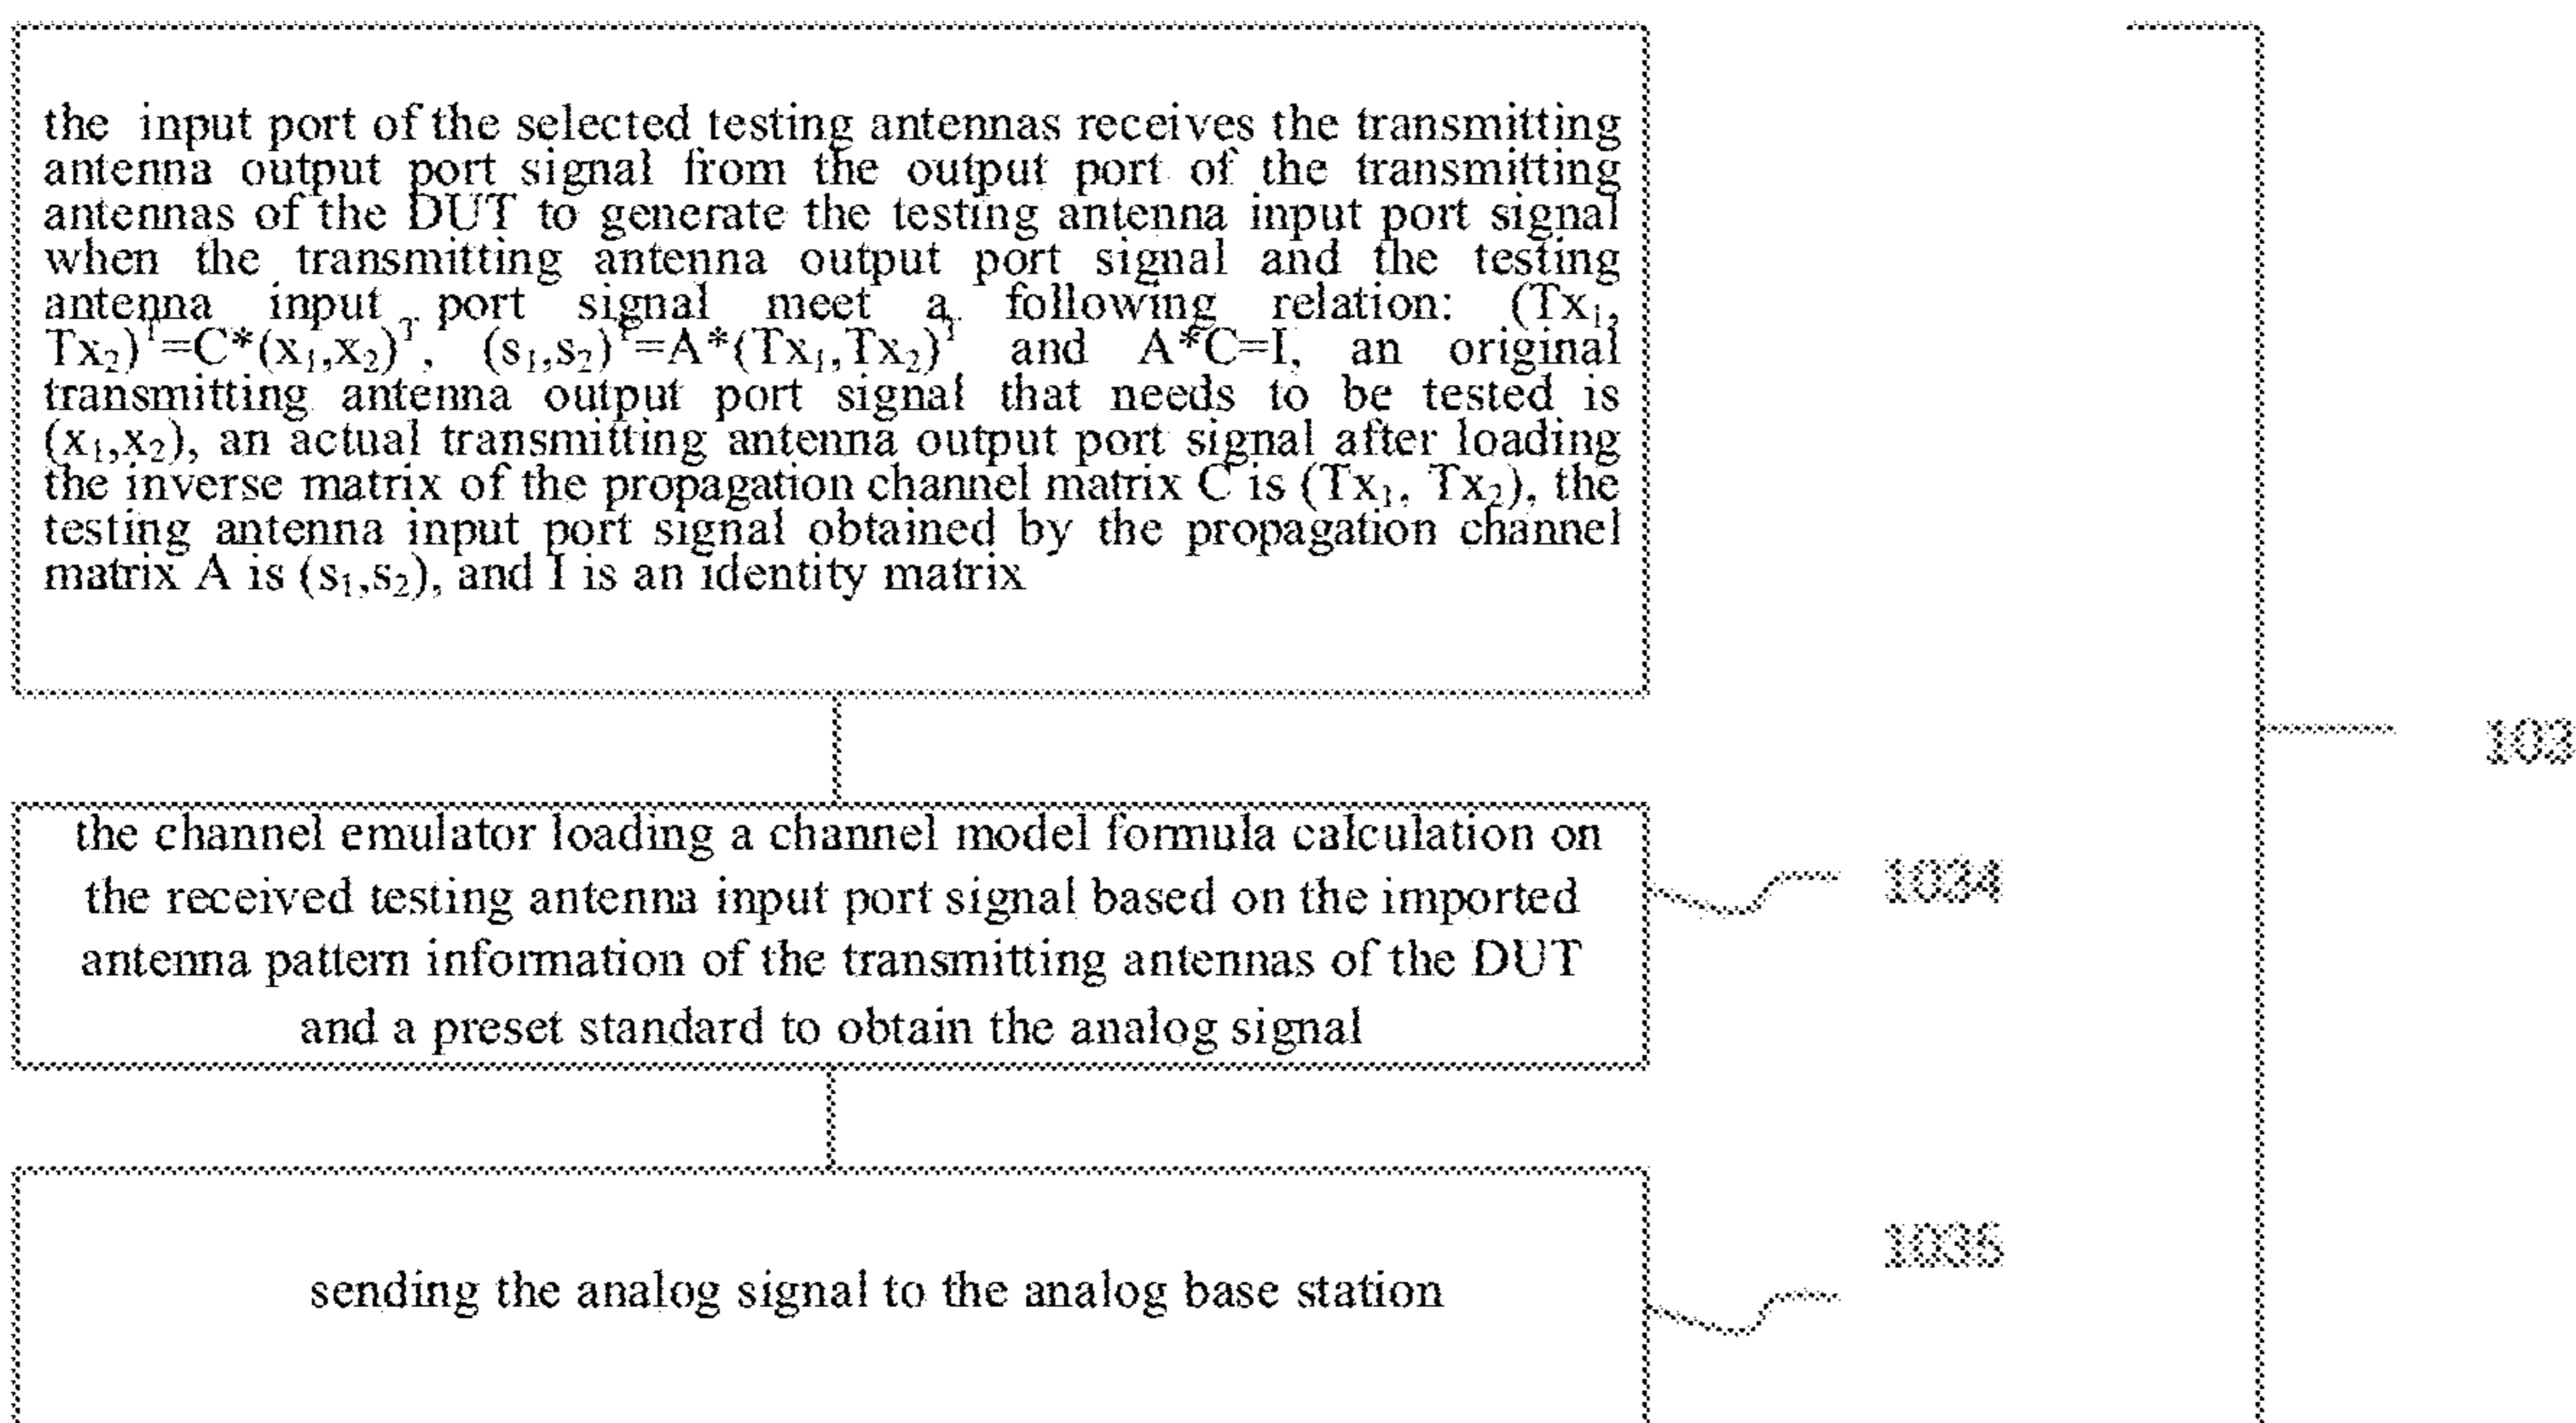 the input port of the selected testing antennas receives the transmitting
antenna output port signal from the output port of the transmitting
antennas of the DUT to generate the testing antenna input port signal
when the transmitting antenna output port signal and the testing
antenna input port signal meet a following relation: (Tx₁,
Tx₂)ᵀ=C*(x₁,x₂)ᵀ, (s₁,s₂)ᵀ=A*(Tx₁,Tx₂)ᵀ and A*C=I, an original
transmitting antenna output port signal that needs to be tested is
(x₁,x₂), an actual transmitting antenna output port signal after loading
the inverse matrix of the propagation channel matrix C is (Tx₁, Tx₂), the
testing antenna input port signal obtained by the propagation channel
matrix A is (s₁,s₂), and I is an identity matrix
103
the channel emulator loading a channel model formula calculation on
the received testing antenna input port signal based on the imported
antenna pattern information of the transmitting antennas of the DUT
and a preset standard to obtain the analog signal
1034
sending the analog signal to the analog base station
1035